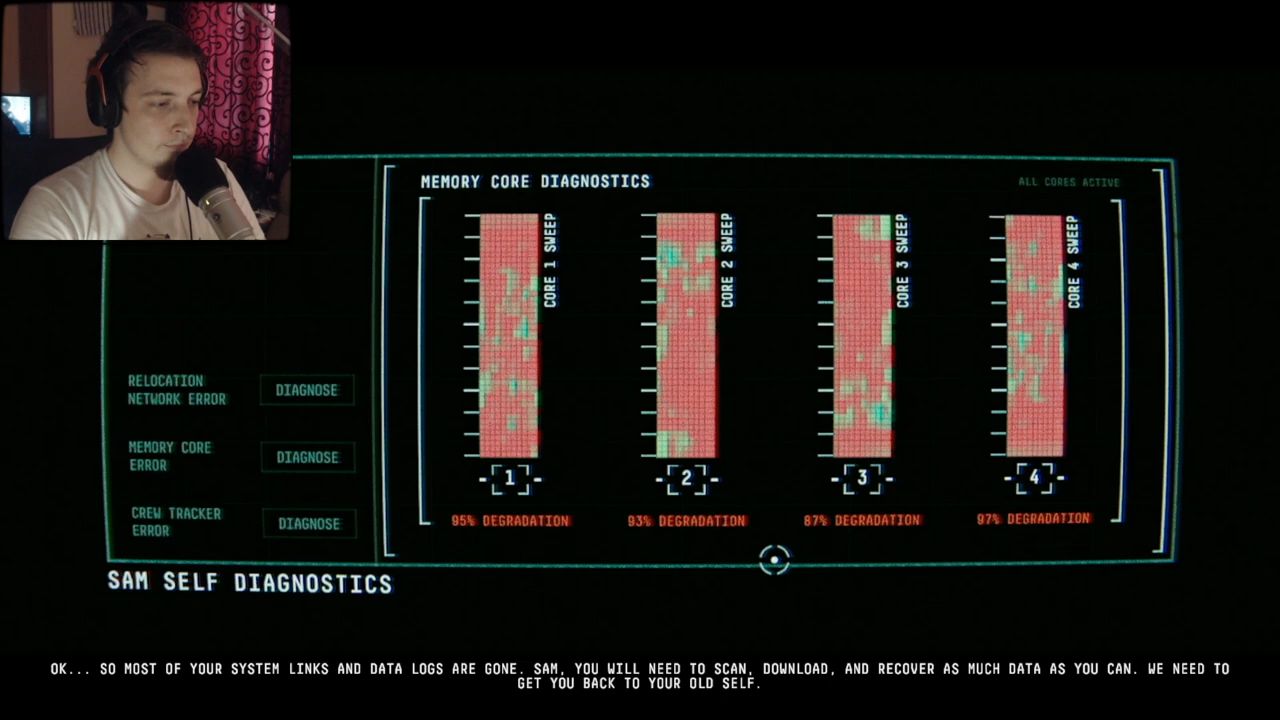 MEMORY CORE DIAGNOSTICS
ALL CORES ACTIVE
CORE 1 SWEEP
CORE 2 SWEEP
CORE 3 SWEEP
CORE 4 SWEEP
1
2
3
4
95% DEGRADATION
93% DEGRADATION
87% DEGRADATION
97% DEGRADATION
RELOCATION
NETWORK ERROR
DIAGNOSE
MEMORY CORE
ERROR
DIAGNOSE
CREW TRACKER
ERROR
DIAGNOSE
SAM SELF DIAGNOSTICS
OK... SO MOST OF YOUR SYSTEM LINKS AND DATA LOGS ARE GONE. SAM, YOU WILL NEED TO SCAN, DOWNLOAD, AND RECOVER AS MUCH DATA AS YOU CAN. WE NEED TO
GET YOU BACK TO YOUR OLD SELF.